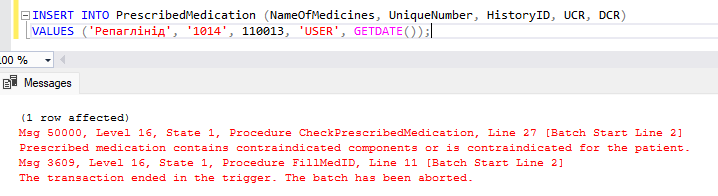 INSERT INTO PrescribedMedication (NameOfMedicines, UniqueNumber, HistoryID, UCR, DCR)
VALUES ('Репаглінід', '1014', 110013, 'USER', GETDATE());
00 %
Messages
(1 row affected)
Msg 50000, Level 16, State 1, Procedure CheckPrescribedMedication, Line 27 [Batch Start Line 2]
Prescribed medication contains contraindicated components or is contraindicated for the patient.
Msg 3609, Level 16, State 1, Procedure FillMedID, Line 11 [Batch Start Line 2]
The transaction ended in the trigger. The batch has been aborted.